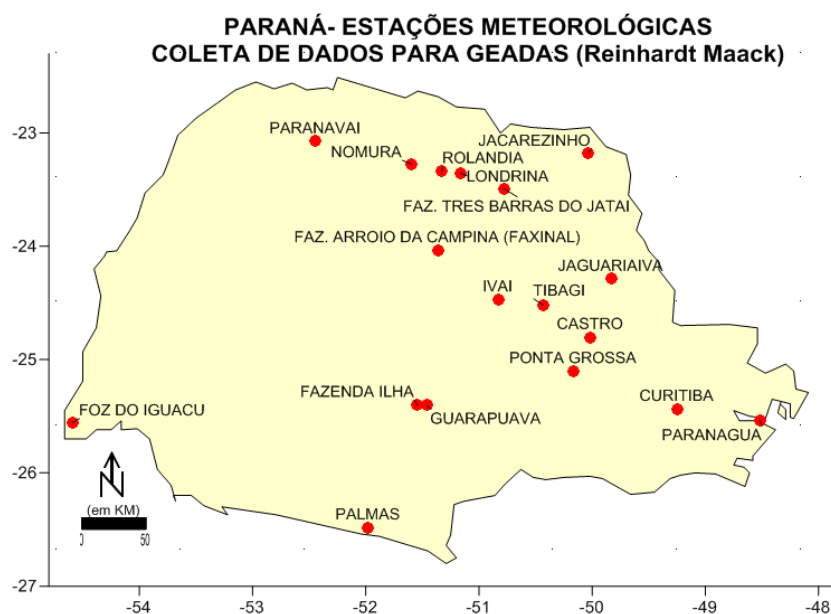 PARANÁ- ESTAÇÕES METEOROLÓGICAS
COLETA DE DADOS PARA GEADAS (Reinhardt Maack)
-23
-24
-25
-26
-27
PARANAVAI
JACAREZINHO
NOMURA
ROLANDIA
LONDRINA
FAZ. TRES BARRAS DO JATAI
FAZ. ARROIO DA CAMPINA (FAXINAL)
JAGUARIAIVA
IVAI
TIBAGI
CASTRO
PONTA GROSSA
FAZENDA ILHA
GUARAPUAVA
CURITIBA
PARANAGUA
FOZ DO IGUACU
PALMAS
N
(em KM)
0 50
-54 -53 -52 -51 -50 -49 -48